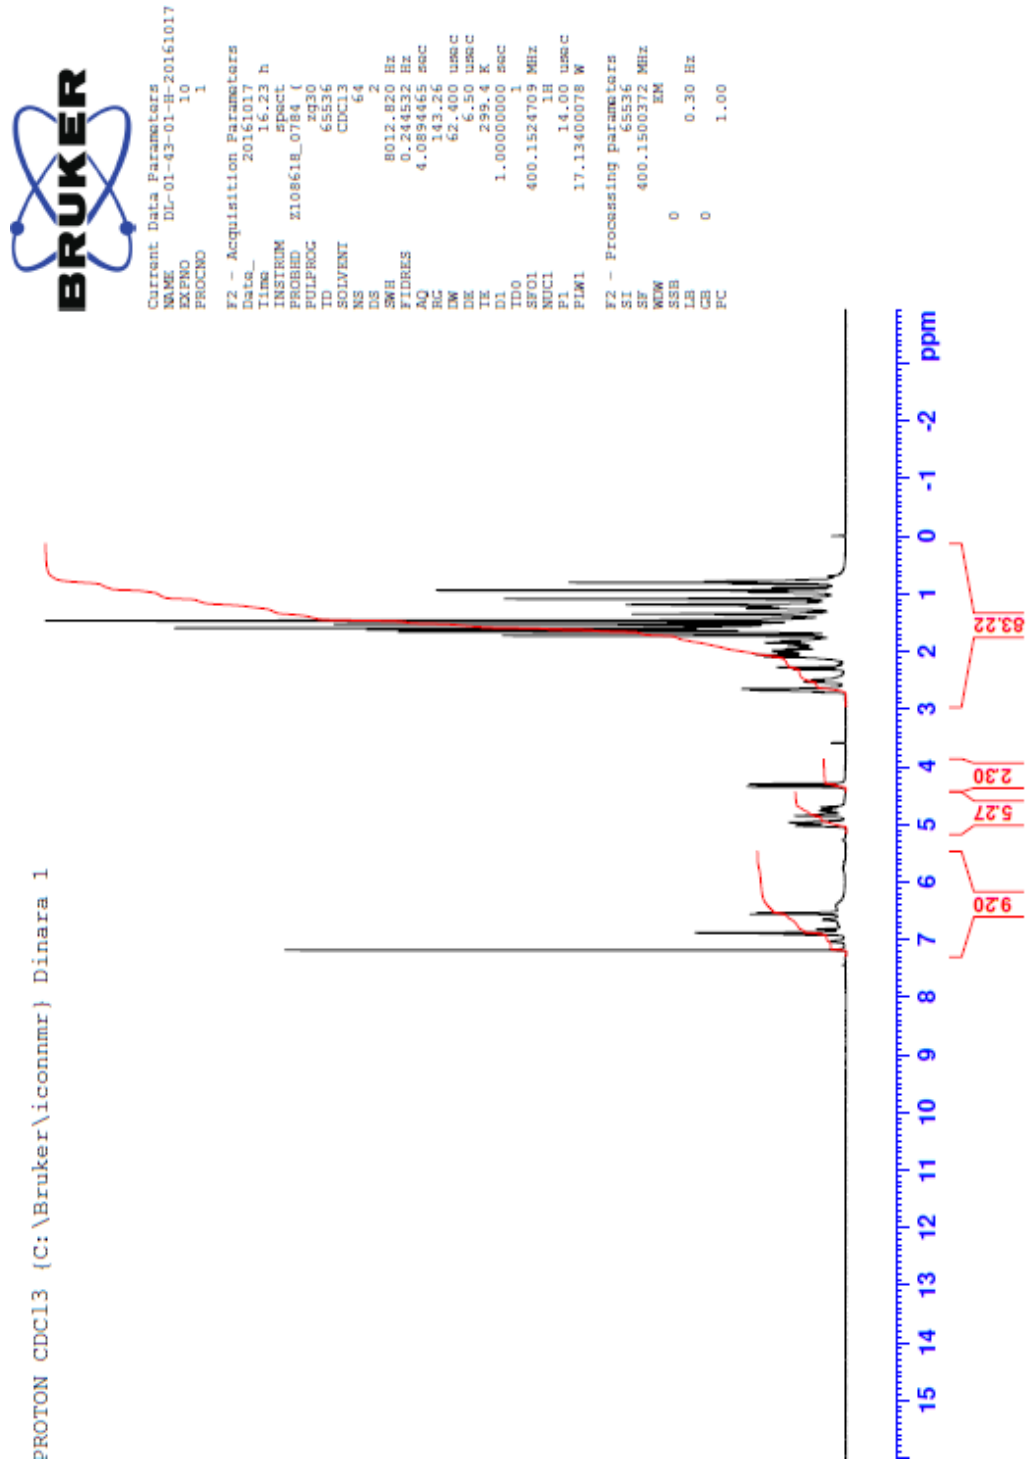 PROTON CDCl3 {C:\Bruker\iconnmr} Dinara 1
BRUKER
Current Data Parameters
NAME DL-01-43-01-H-20161017
EXPNO 10
PROCNO 1
F2 - Acquisition Parameters
Date_ 20161017
Time 16.23 h
INSTRUM spect
PROBHD Z108618_0784 (
PULPROG zg30
TD 65536
SOLVENT CDCl3
NS 64
DS 2
SWH 8012.820 Hz
FIDRES 0.244532 Hz
AQ 4.0894465 sec
RG 143.26
DW 62.400 usec
DE 6.50 usec
TE 299.4 K
D1 1.00000000 sec
TD0 1
SFO1 400.1524709 MHz
NUC1 1H
P1 14.00 usec
PLW1 17.13400078 W
F2 - Processing parameters
SI 65536
SF 400.1500372 MHz
WDW EM
SSB 0
LB 0.30 Hz
GB 0
PC 1.00
15 14 13 12 11 10 9 8 7 6 5 4 3 2 1 0 -1 -2 ppm
9.20
5.27
2.30
83.22